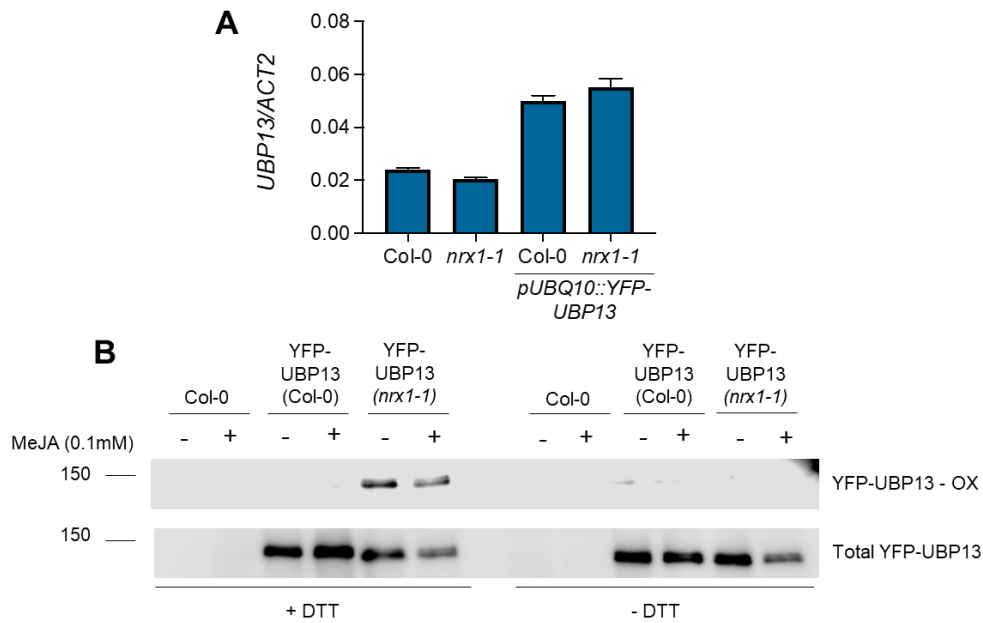 A
UBP13/ACT2
0.08
0.06
0.04
0.02
0.00
Col-0 nrx1-1 Col-0 nrx1-1
pUBQ10::YFP-
UBP13
B
Col-0
YFP-
UBP13
(Col-0)
YFP-
UBP13
(nrx1-1)
Col-0
YFP-
UBP13
(Col-0)
YFP-
UBP13
(nrx1-1)
MeJA (0.1mM) - + - + - + - + - + - +
150
YFP-UBP13 - OX
150
Total YFP-UBP13
+ DTT
- DTT